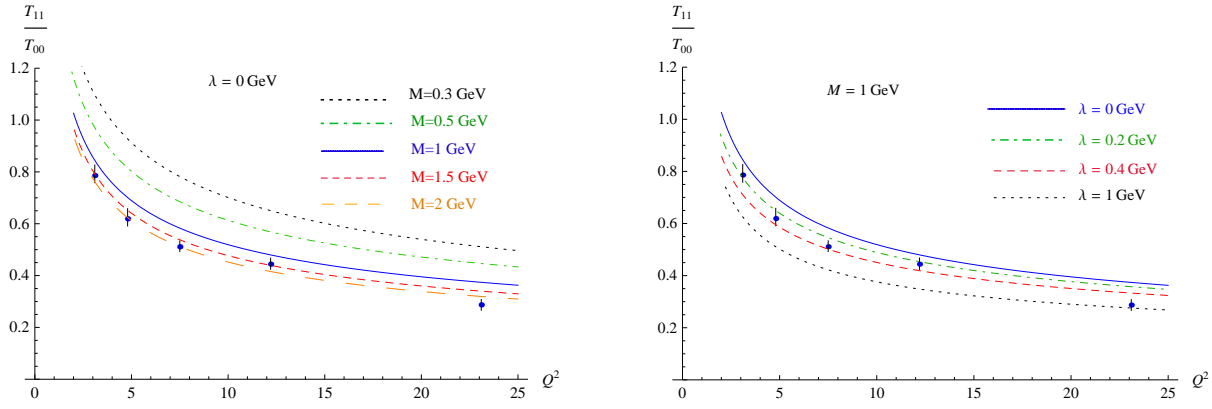 T11
T00
1.2
1.0
0.8
0.6
0.4
0.2
0
5
10
15
20
25
Q²
λ = 0 GeV
M=0.3 GeV
M=0.5 GeV
M=1 GeV
M=1.5 GeV
M=2 GeV
T11
T00
1.2
1.0
0.8
0.6
0.4
0.2
0
5
10
15
20
25
Q²
M = 1 GeV
λ = 0 GeV
λ = 0.2 GeV
λ = 0.4 GeV
λ = 1 GeV